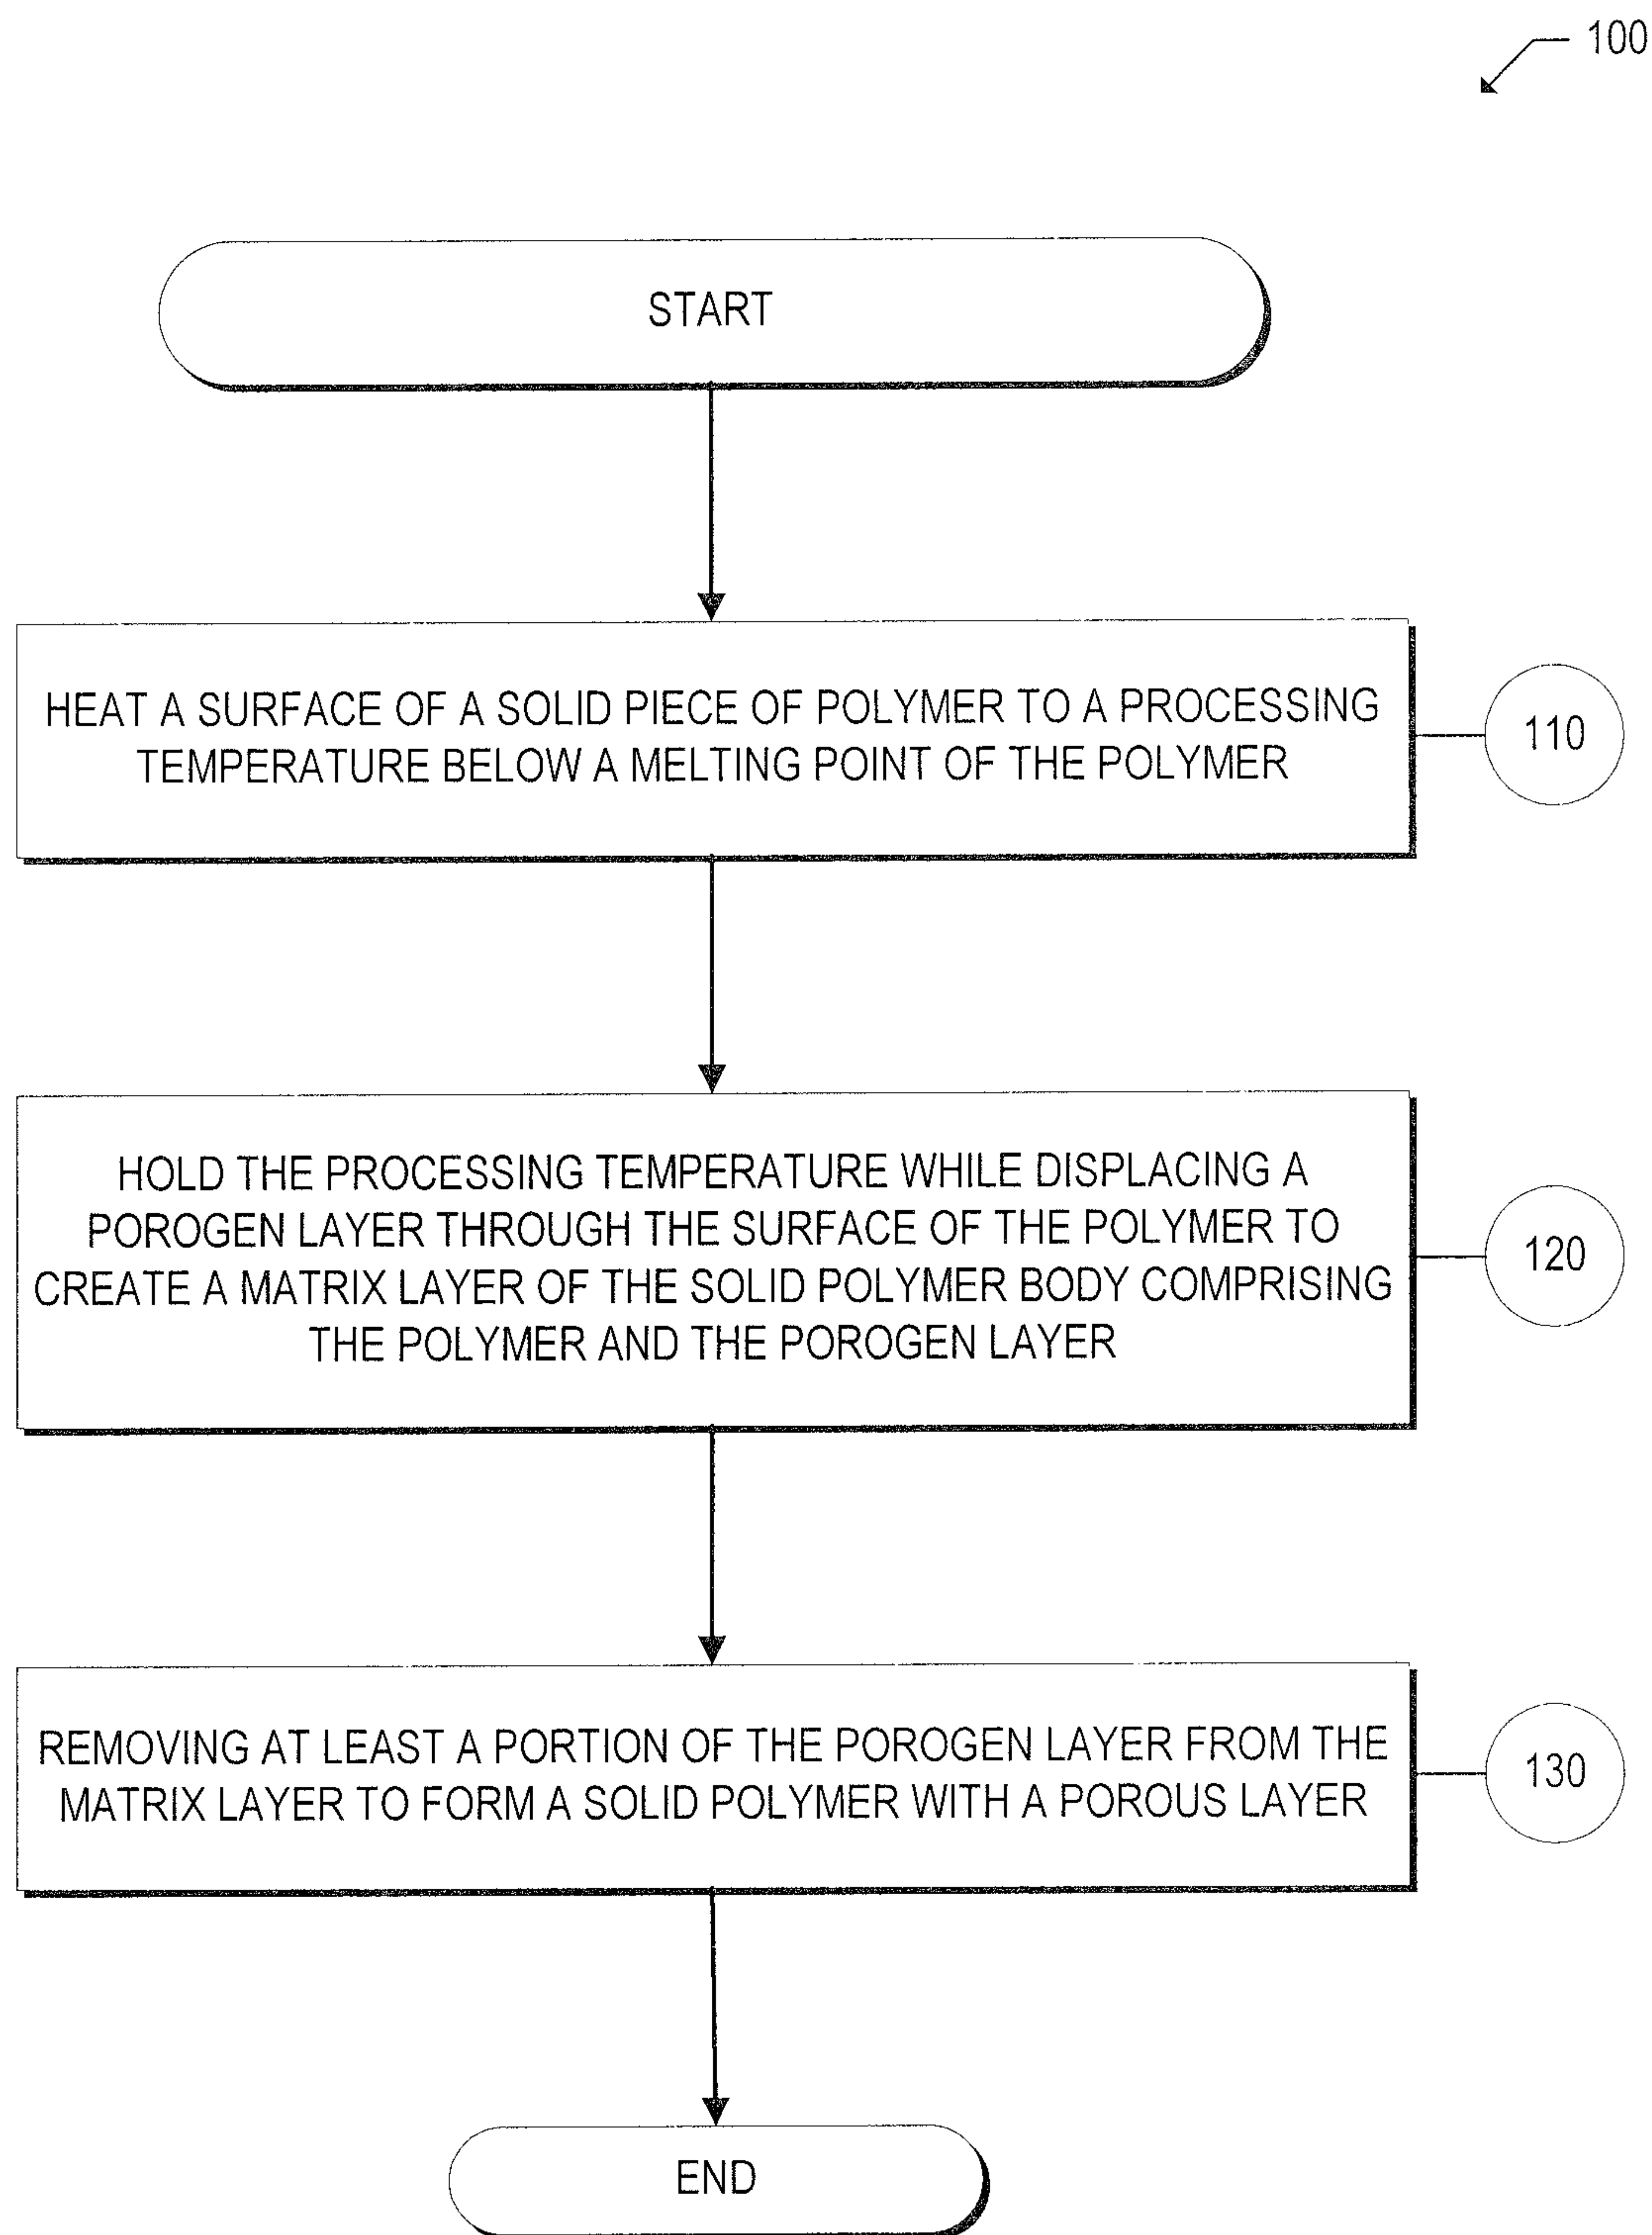 100
START
HEAT A SURFACE OF A SOLID PIECE OF POLYMER TO A PROCESSING
TEMPERATURE BELOW A MELTING POINT OF THE POLYMER
110
HOLD THE PROCESSING TEMPERATURE WHILE DISPLACING A
POROGEN LAYER THROUGH THE SURFACE OF THE POLYMER TO
CREATE A MATRIX LAYER OF THE SOLID POLYMER BODY COMPRISING
THE POLYMER AND THE POROGEN LAYER
120
REMOVING AT LEAST A PORTION OF THE POROGEN LAYER FROM THE
MATRIX LAYER TO FORM A SOLID POLYMER WITH A POROUS LAYER
130
END